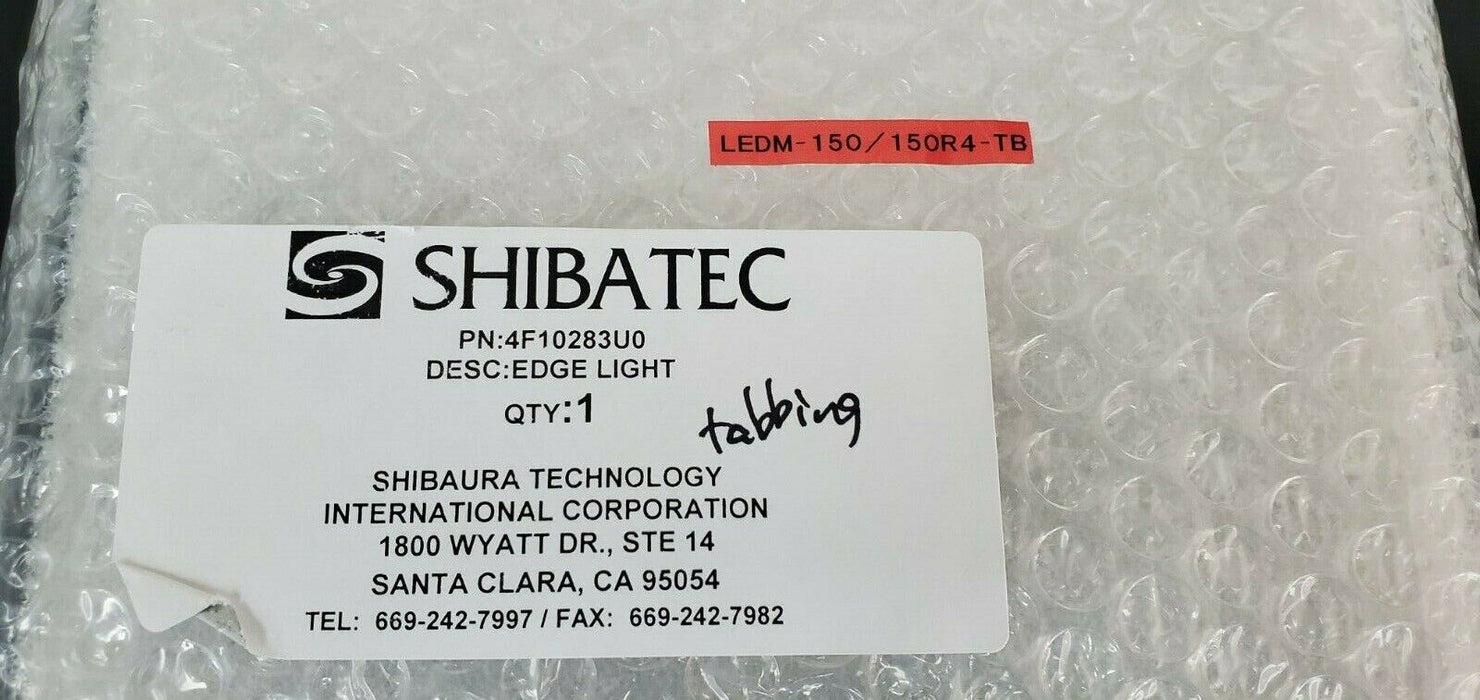 LEDM-150/150R4-TB
SHIBATEC
PN:4F10283U0
DESC:EDGE LIGHT
QTY:1
tabbing
SHIBAURA TECHNOLOGY
INTERNATIONAL CORPORATION
1800 WYATT DR., STE 14
SANTA CLARA, CA 95054
TEL: 669-242-7997 / FAX: 669-242-7982